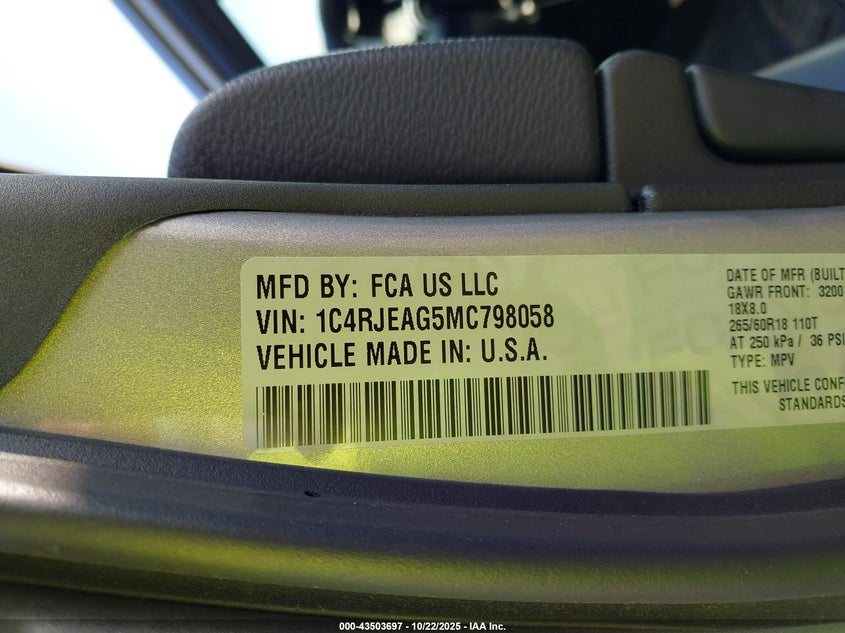 MFD BY: FCA US LLC
VIN: 1C4RJEAG5MC798058
VEHICLE MADE IN: U.S.A.
DATE OF MFR (BUILT
GAWR FRONT: 3200
18X8.0
265/60R18 110T
AT 250 kPa / 36 PSI
TYPE: MPV
THIS VEHICLE CONF
STANDARDS
000-43503697 - 10/22/2025 - IAA Inc.